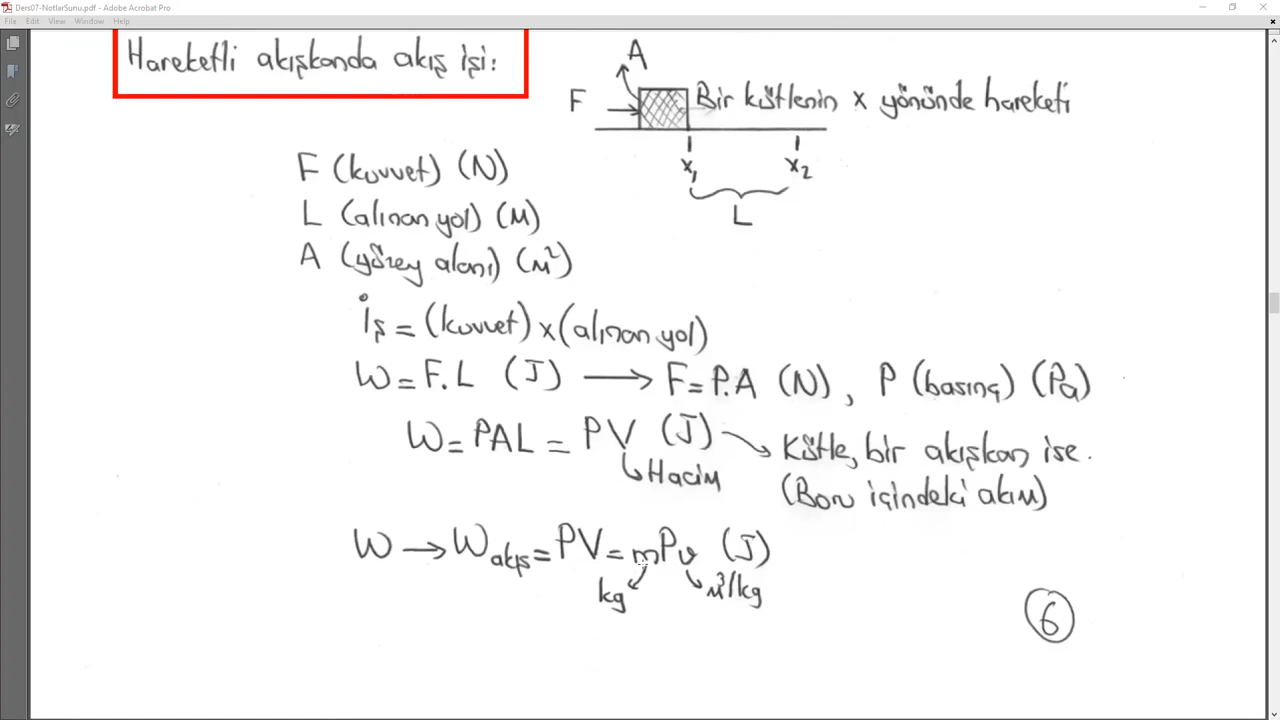 Ders07-NotlarSunu.pdf - Adobe Acrobat Pro
File Edit View Window Help
Hareketli akışkanda akış işi:
A
F
Bir kütlenin x yönünde hareketi
x₁ x₂
L
F (kuvvet) (N)
L (alınan yol) (m)
A (yüzey alanı) (m²)
İş = (kuvvet) x (alınan yol)
W = F.L (J) → F = P.A (N), P (basınç) (Pa)
W = PAL = PV (J) → Kütle, bir akışkan ise.
Hacim
(Boru içindeki akım)
W → Wakış = PV = mPv (J)
kg m³/kg
6